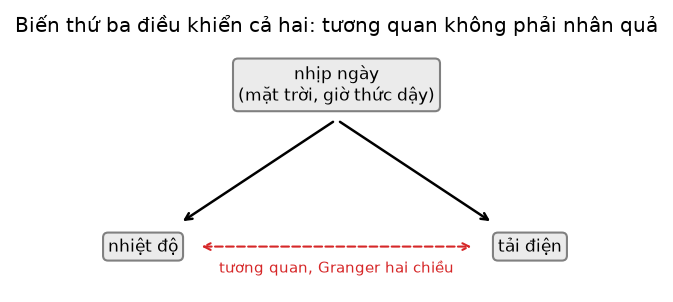 Biến thứ ba điều khiển cả hai: tương quan không phải nhân quả
nhịp ngày
(mặt trời, giờ thức dậy)
nhiệt độ
tải điện
tương quan, Granger hai chiều